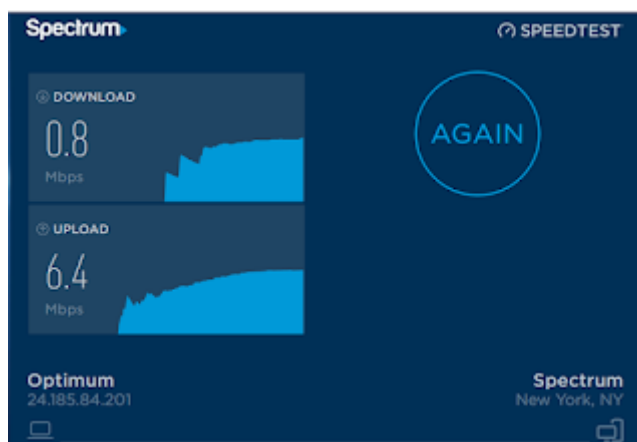 Spectrum
SPEEDTEST
DOWNLOAD
0.8
Mbps
AGAIN
UPLOAD
6.4
Mbps
Optimum
24.185.84.201
Spectrum
New York, NY